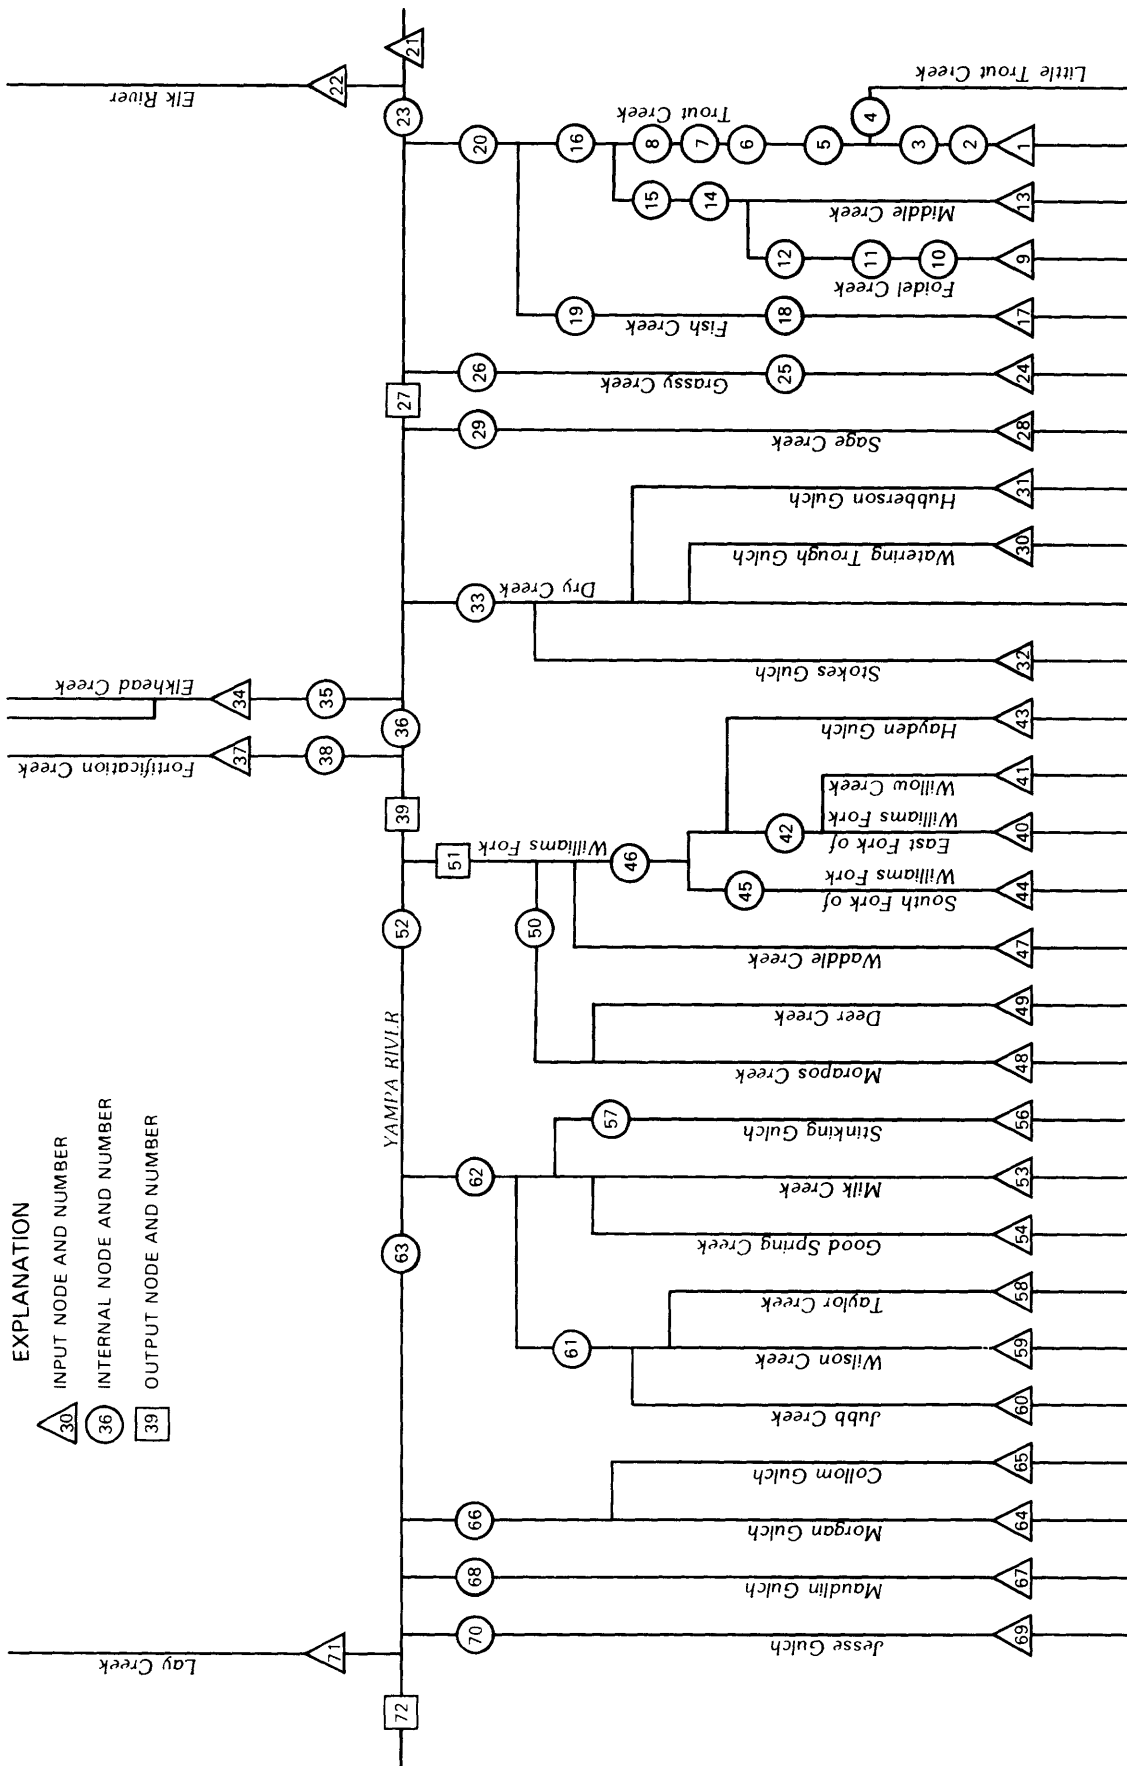 EXPLANATION
30 INPUT NODE AND NUMBER
36 INTERNAL NODE AND NUMBER
39 OUTPUT NODE AND NUMBER
Lay Creek
71
Fortification Creek
37
38
Elkhead Creek
34
35
Elk River
22
72
63
YAMPA RIVER
52
39
36
27
23
21
70
Jesse Gulch
69
68
Maudlin Gulch
67
66
Morgan Gulch
64
Collom Gulch
65
62
61
Jubb Creek
60
Wilson Creek
59
Taylor Creek
58
Good Spring Creek
54
Milk Creek
53
57
Stinking Gulch
56
51
Williams Fork
50
Morapos Creek
48
Deer Creek
49
Waddle Creek
47
46
45
South Fork of
Williams Fork
44
42
East Fork of
Williams Fork
40
Willow Creek
41
Hayden Gulch
43
33
Dry Creek
Stokes Gulch
32
Watering Trough Gulch
30
Hubberson Gulch
31
29
Sage Creek
28
26
Grassy Creek
25
24
20
19
Fish Creek
18
17
16
15
14
12
11
10
Foidel Creek
9
Middle Creek
13
Trout Creek
8
7
6
5
4
Little Trout Creek
3
2
1